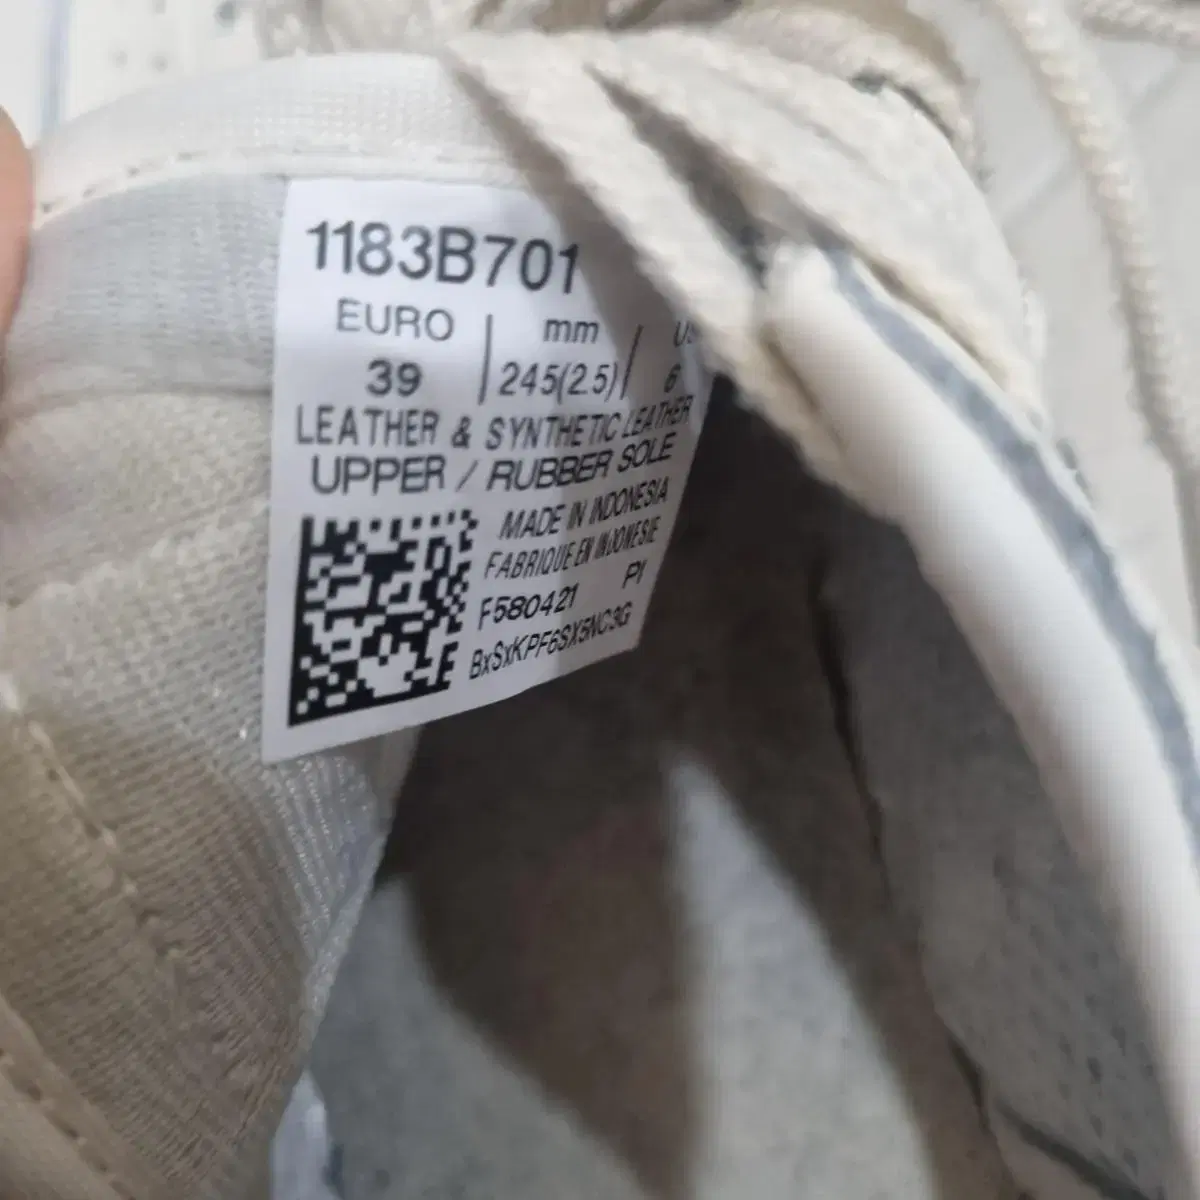 1183B701
EURO | mm / US
39 | 245(2.5) / 6
LEATHER & SYNTHETIC LEATHER
UPPER / RUBBER SOLE
MADE IN INDONESIA
FABRIQUE EN INDONESIE
F580421 PI
BxSxKPF6SX5NC3G